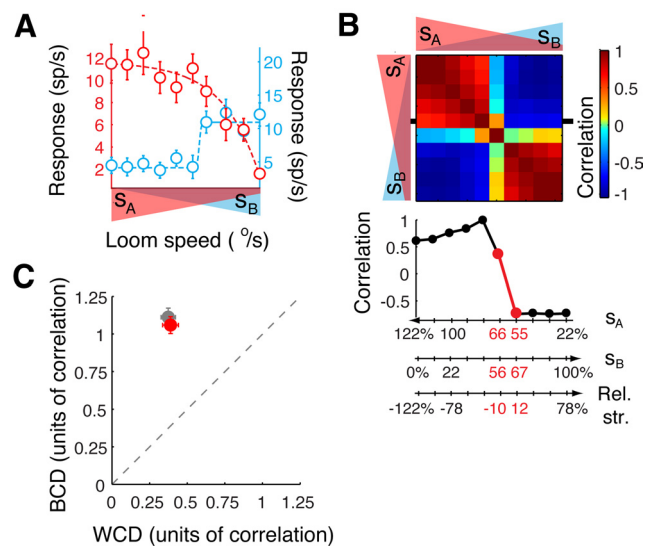 A
Response (sp/s)
12
10
8
6
4
2
20
15
10
5
Response (sp/s)
SA
SB
Loom speed ( °/s)
B
SA
SB
SA
SB
1
0.5
0
-0.5
-1
Correlation
Correlation
1
0.5
0
-0.5
122% 100 66 55 22%
SA
0% 22 56 67 100%
SB
-122% -78 -10 12 78%
Rel. str.
C
BCD (units of correlation)
1.25
1
0.75
0.5
0.25
0
0 0.25 0.5 0.75 1 1.25
WCD (units of correlation)